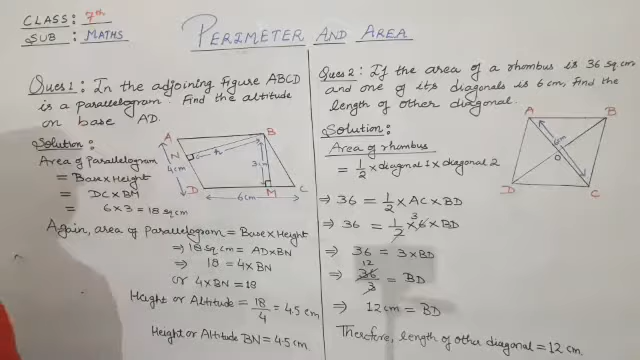 CLASS: 7th
SUB: MATHS
PERIMETER AND AREA
Ques 1: In the adjoining figure ABCD
is a parallelogram. Find the altitude
on base AD.
Solution:
Area of Parallelogram
= Base×Height
= DC×BM
= 6×3 = 18 sq cm
A
B
N
h
4cm
3
D
M
C
6cm
Again, area of parallelogram = Base×Height
⇒ 18 sq cm = AD×BN
⇒ 18 = 4×BN
or 4×BN = 18
Height or Altitude = 18/4 = 4.5 cm
Height or Altitude BN = 4.5 cm
Ques 2: If the area of a rhombus is 36 sq.cm
and one of its diagonals is 6 cm, find the
length of other diagonal.
Solution:
Area of rhombus
= 1/2 × diagonal 1 × diagonal 2
⇒ 36 = 1/2 × AC × BD
⇒ 36 = 1/2 × 6 3 × BD
⇒ 36 = 3 × BD
⇒ 36/3 12 = BD
⇒ 12 cm = BD
Therefore, length of other diagonal = 12 cm.
A
B
6cm
O
D
C